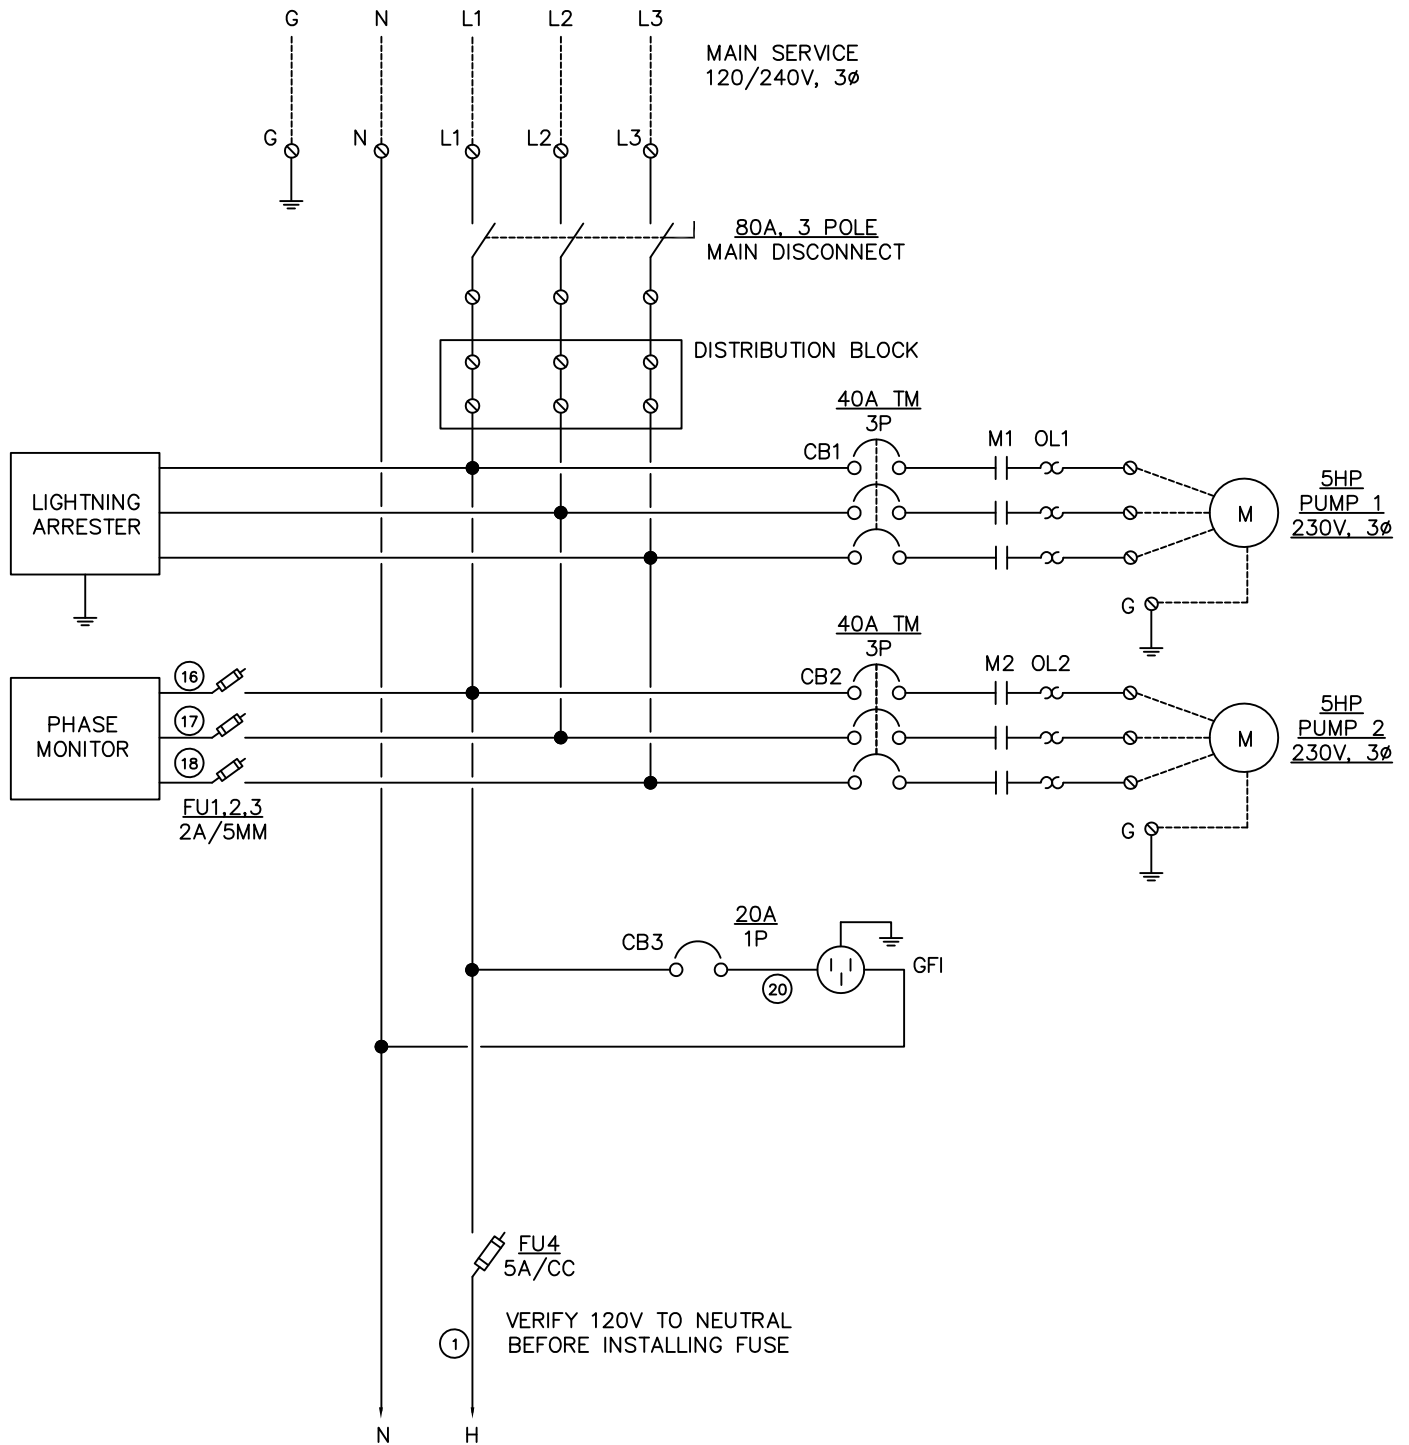 G
N
L1
L2
L3
MAIN SERVICE
120/240V, 3ø
G
N
L1
L2
L3
80A, 3 POLE
MAIN DISCONNECT
DISTRIBUTION BLOCK
40A TM
3P
CB1
M1
OL1
LIGHTNING
ARRESTER
M
5HP
PUMP 1
230V, 3ø
G
40A TM
3P
CB2
M2
OL2
16
17
18
PHASE
MONITOR
FU1,2,3
2A/5MM
M
5HP
PUMP 2
230V, 3ø
G
20A
1P
CB3
20
GFI
FU4
5A/CC
VERIFY 120V TO NEUTRAL
BEFORE INSTALLING FUSE
1
N
H